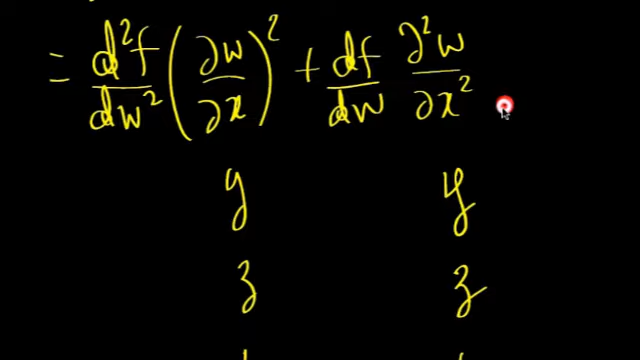 = d²f/dw² (∂w/∂x)² + df/dw ∂²w/∂x²
y y
z z